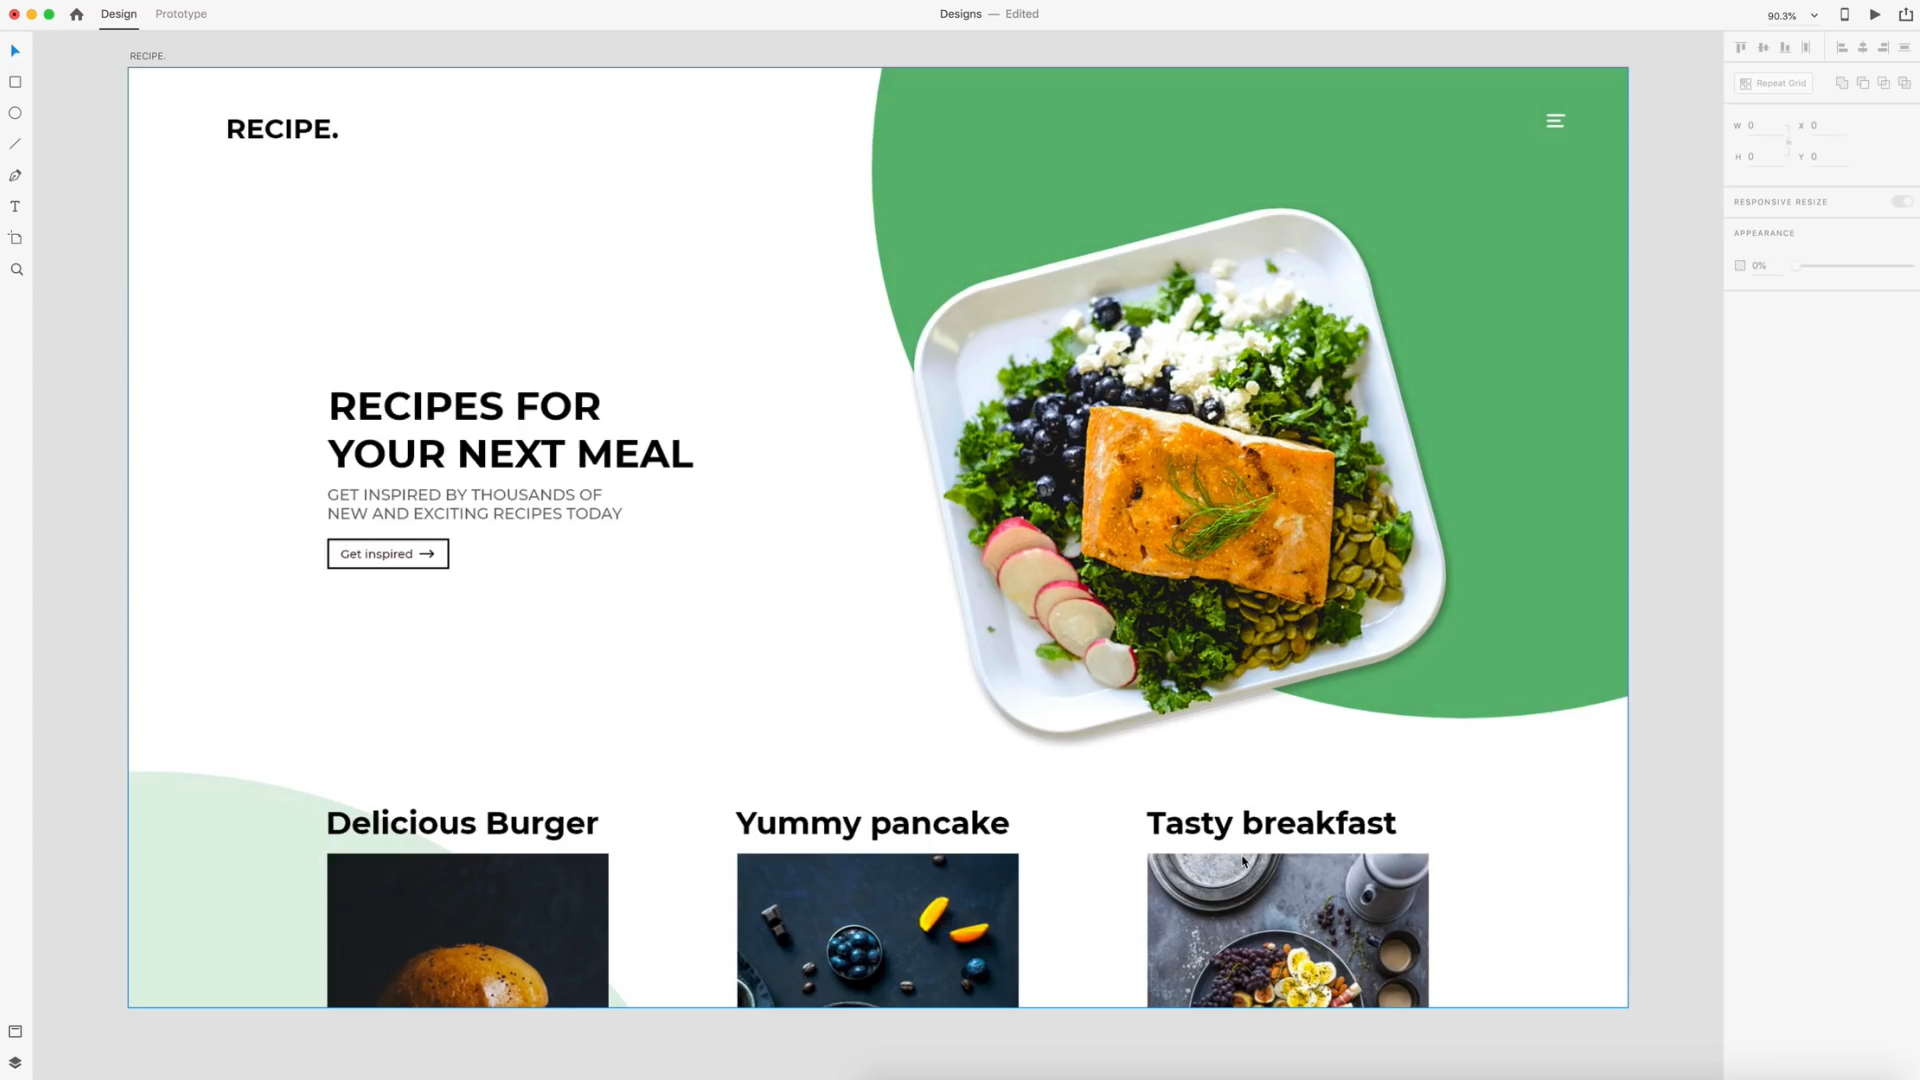 Design Prototype
Designs — Edited
90.3%
RECIPE.
RECIPE.
RECIPES FOR
YOUR NEXT MEAL
GET INSPIRED BY THOUSANDS OF
NEW AND EXCITING RECIPES TODAY
Get inspired →
Delicious Burger
Yummy pancake
Tasty breakfast
Repeat Grid
W 0 X 0
H 0 Y 0
RESPONSIVE RESIZE
APPEARANCE
0%